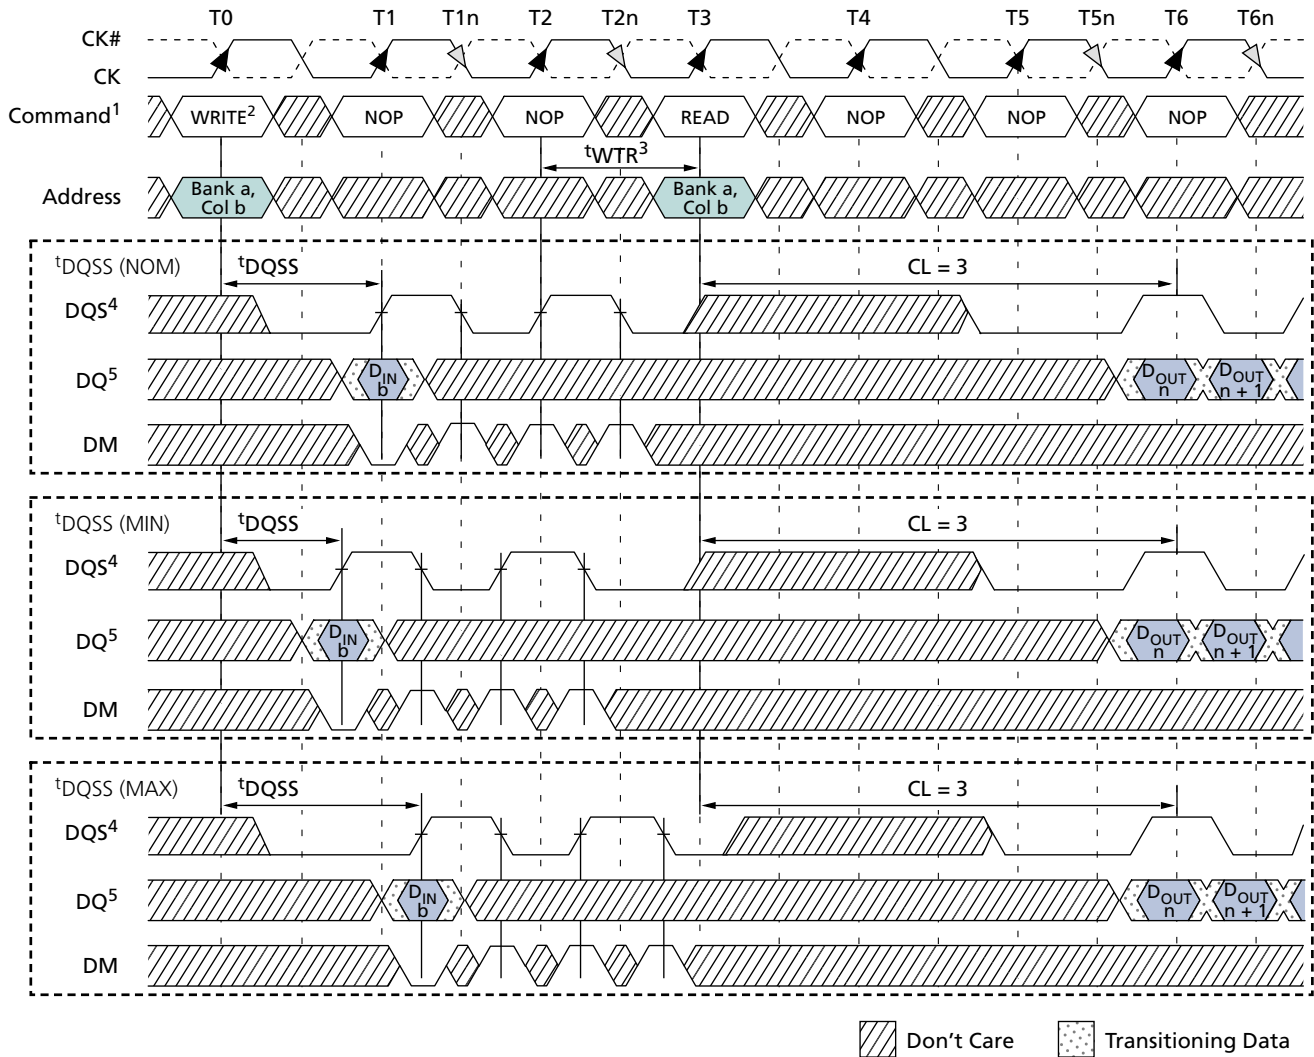 T0 T1 T1n T2 T2n T3 T4 T5 T5n T6 T6n
CK#
CK
Command1 WRITE2 NOP NOP READ NOP NOP NOP
tWTR3
Address Bank a, Col b Bank a, Col b
tDQSS (NOM) tDQSS CL = 3
DQS4
DQ5 DIN b DOUT n DOUT n + 1
DM
tDQSS (MIN) tDQSS CL = 3
DQS4
DQ5 DIN b DOUT n DOUT n + 1
DM
tDQSS (MAX) tDQSS CL = 3
DQS4
DQ5 DIN b DOUT n DOUT n + 1
DM
Don't Care Transitioning Data